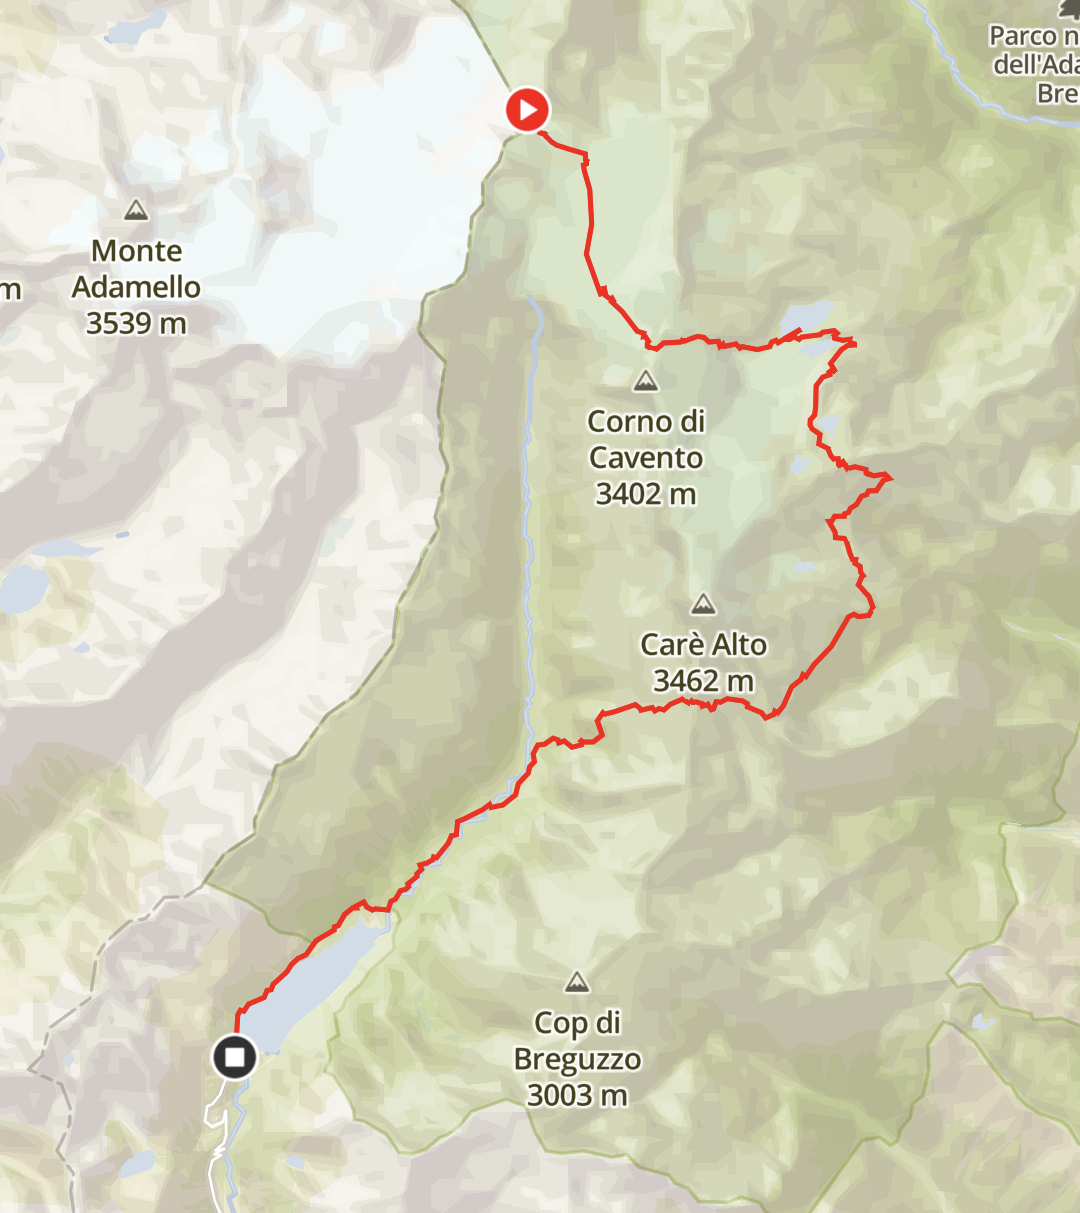 Parco n
dell'Ada
Bre
Monte
Adamello
3539 m
m
Corno di
Cavento
3402 m
Carè Alto
3462 m
Cop di
Breguzzo
3003 m